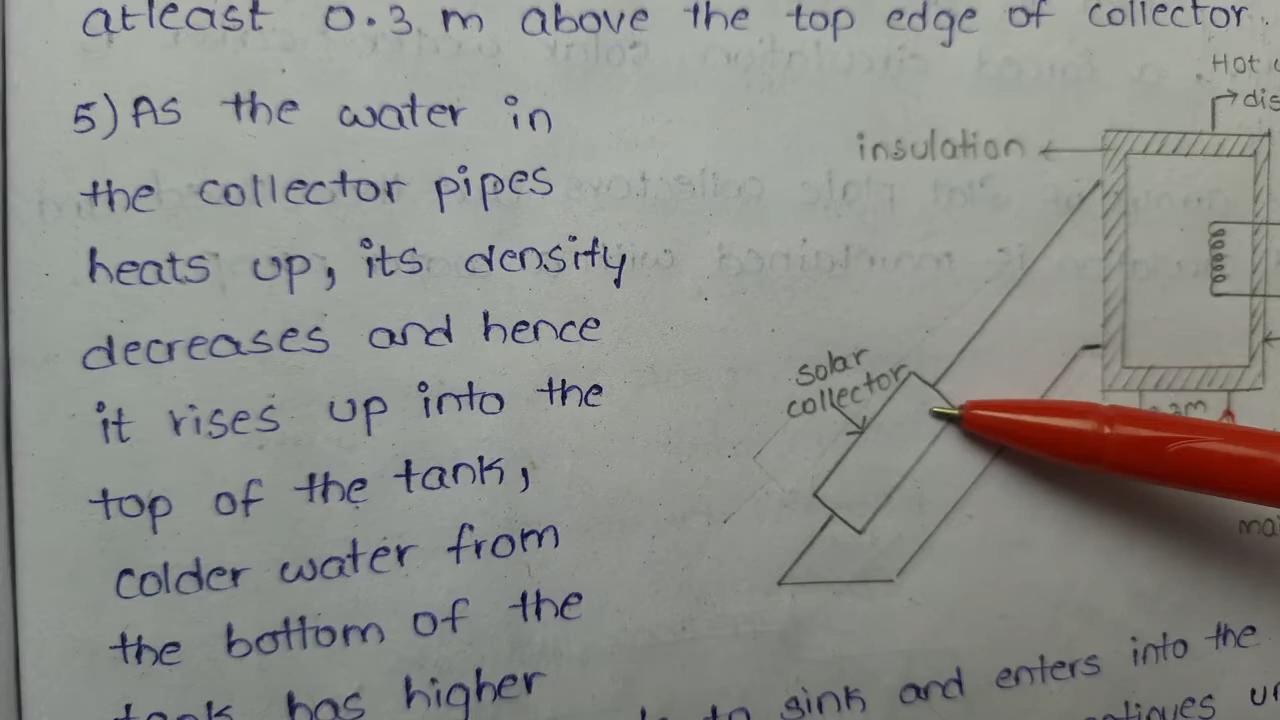 atleast 0.3 m above the top edge of collector.
5) As the water in
the collector pipes
heats up, its density
decreases and hence
it rises up into the
top of the tank,
colder water from
the bottom of the
tank has higher
to sink and enters into the
Hot
insulation
solar
collector